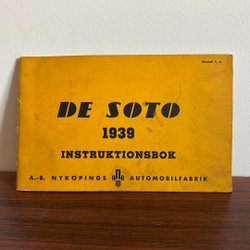 DE SOTO
1939
INSTRUKTIONSBOK
A.-B. NYKÖPINGS AUTOMOBILFABRIK